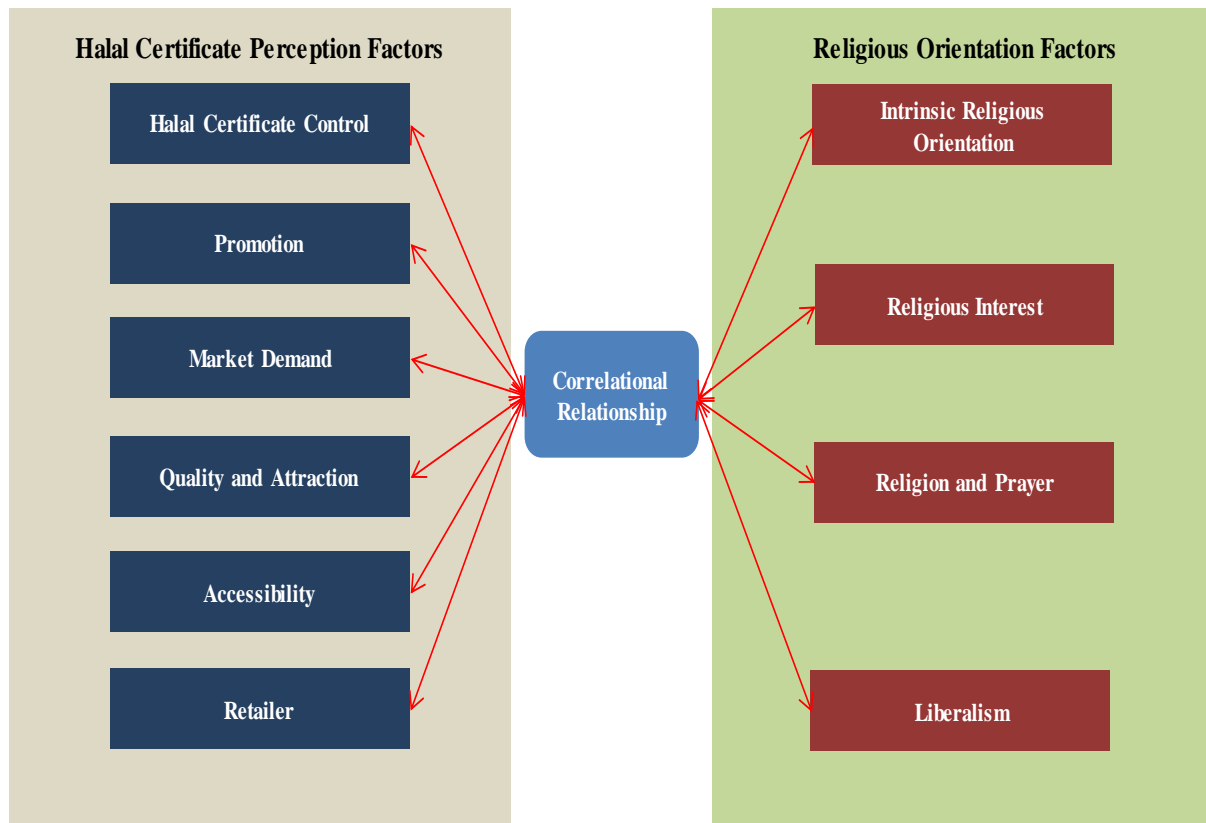 Halal Certificate Perception Factors
Halal Certificate Control
Promotion
Market Demand
Quality and Attraction
Accessibility
Retailer
Correlational
Relationship
Religious Orientation Factors
Intrinsic Religious
Orientation
Religious Interest
Religion and Prayer
Liberalism